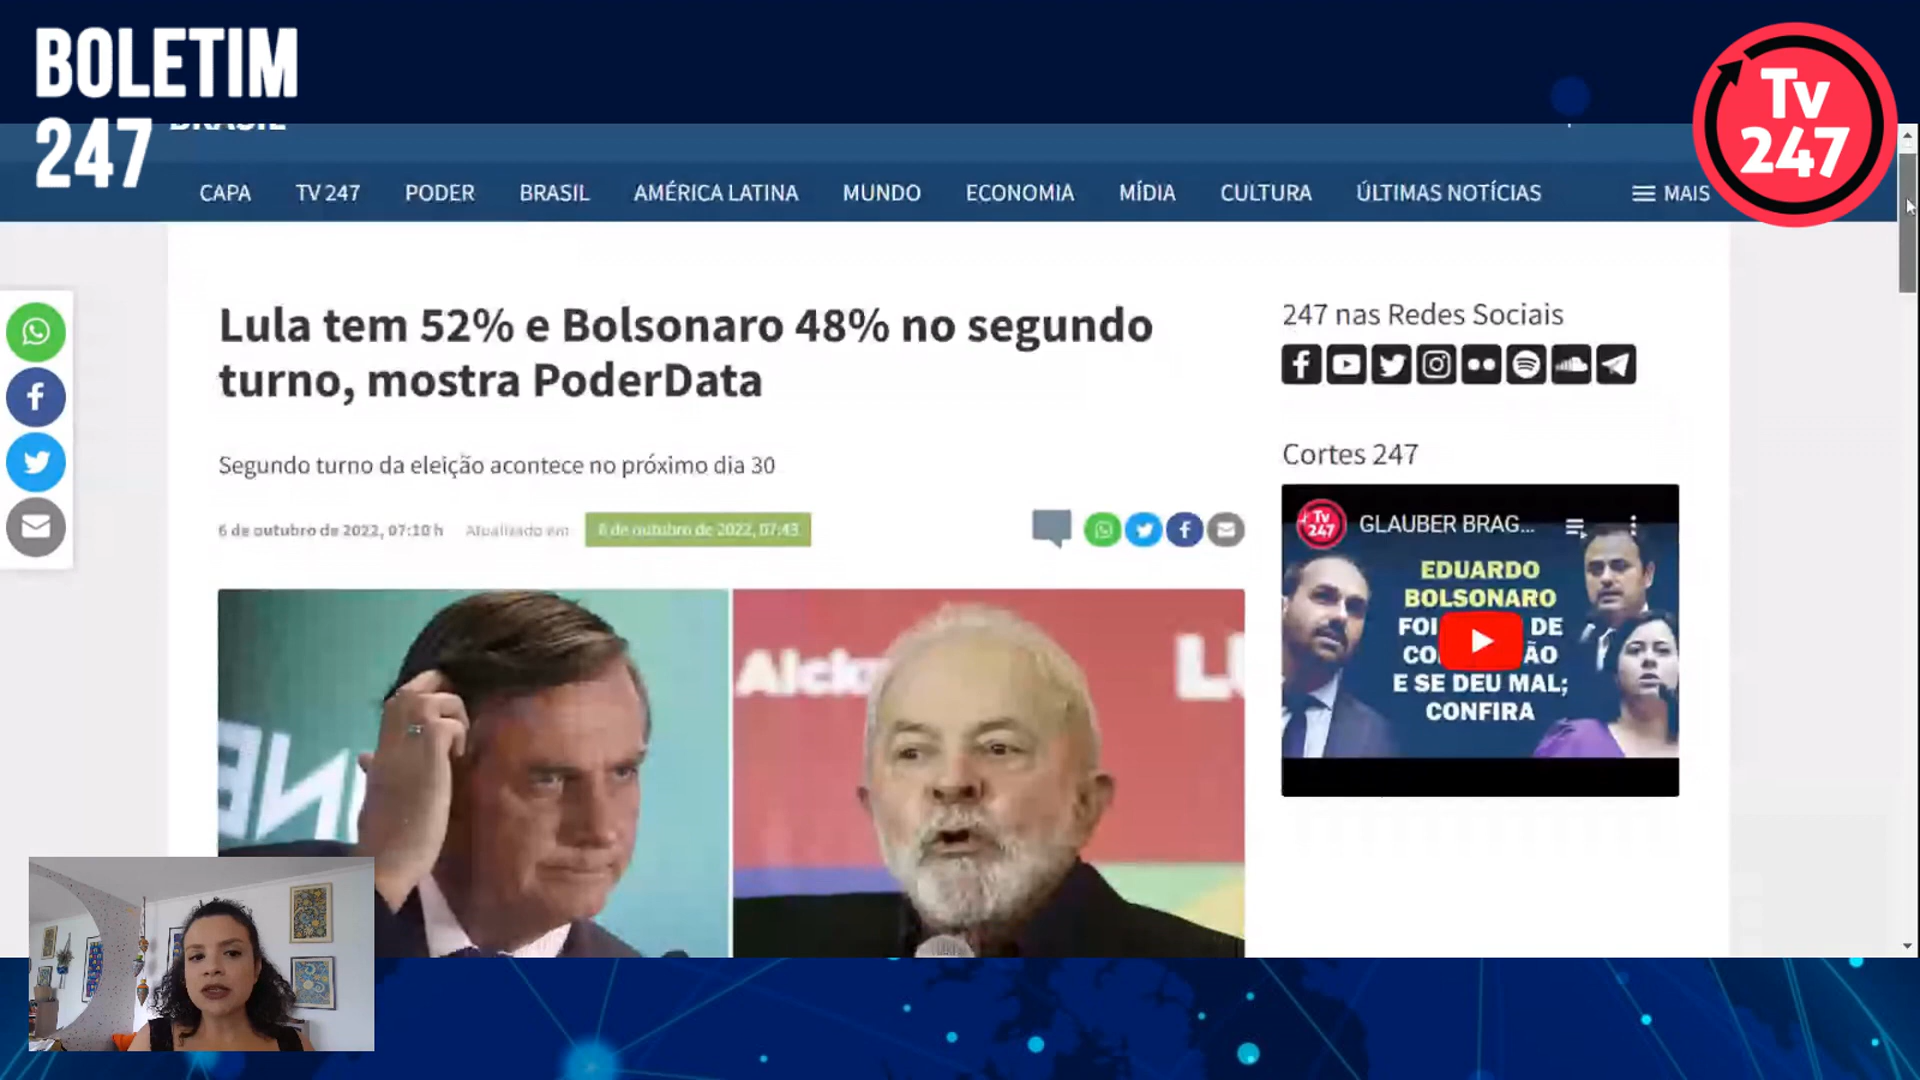 BOLETIM
247
BRASIL
Tv
247
CAPA TV 247 PODER BRASIL AMÉRICA LATINA MUNDO ECONOMIA MÍDIA CULTURA ÚLTIMAS NOTÍCIAS MAIS
Lula tem 52% e Bolsonaro 48% no segundo
turno, mostra PoderData
Segundo turno da eleição acontece no próximo dia 30
6 de outubro de 2022, 07:10 h Atualizado em 6 de outubro de 2022, 07:43
247 nas Redes Sociais
Cortes 247
Tv
247
GLAUBER BRAG...
EDUARDO
BOLSONARO
FOI DE
E SE DEU MAL;
CONFIRA